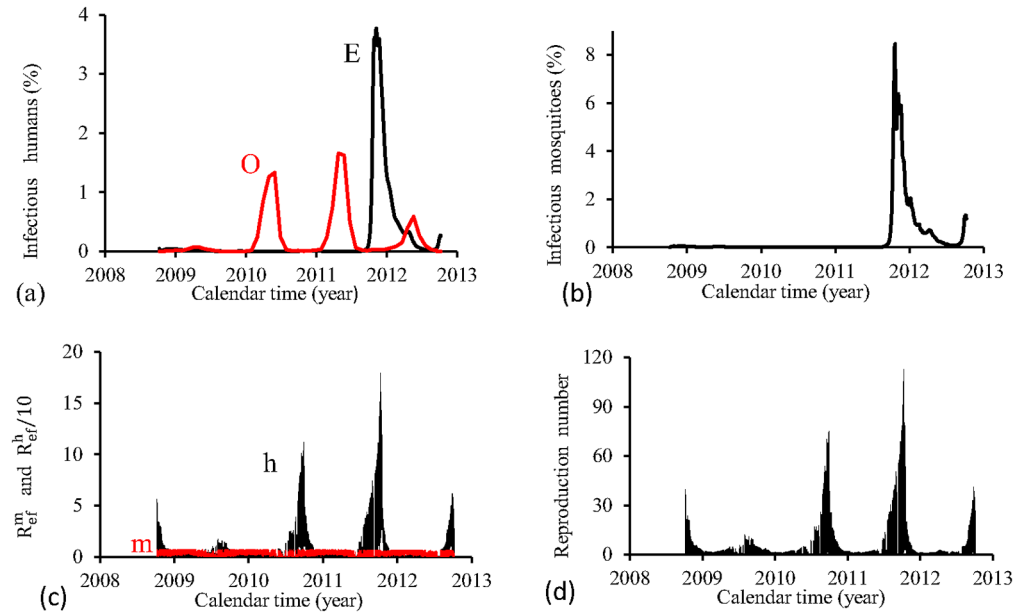 Infectious humans (%)
4
3
2
1
0
E
O
2008 2009 2010 2011 2012 2013
Calendar time (year)
(a)
Infectious mosquitoes (%)
8
6
4
2
0
2008 2009 2010 2011 2012 2013
Calendar time (year)
(b)
R^m_ef and R^h_ef/10
20
15
10
5
0
h
m
2008 2009 2010 2011 2012 2013
Calendar time (year)
(c)
Reproduction number
120
90
60
30
0
2008 2009 2010 2011 2012 2013
Calendar time (year)
(d)